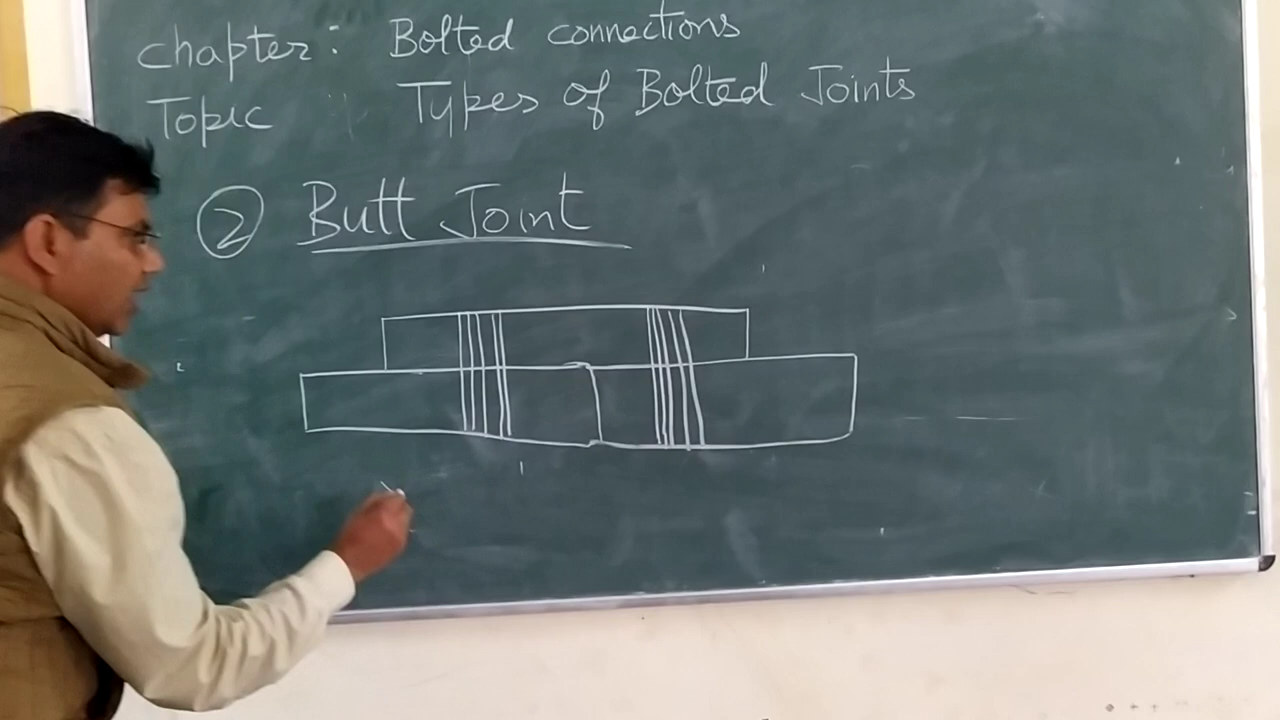 Chapter: Bolted connections
Topic : Types of Bolted Joints
② Butt Joint